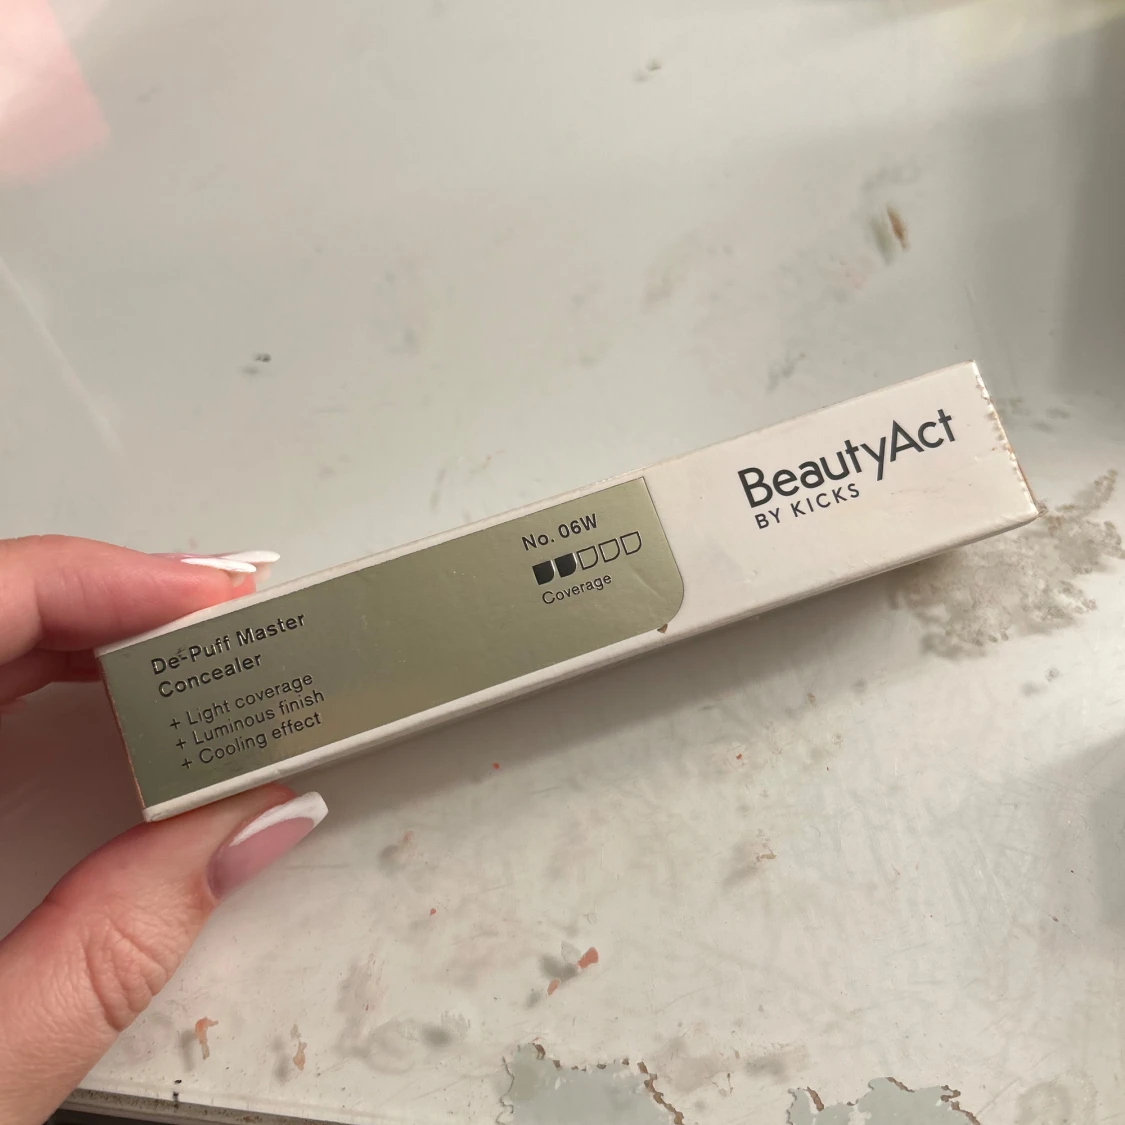 De-Puff Master
Concealer
+ Light coverage
+ Luminous finish
+ Cooling effect
No. 06W
Coverage
BeautyAct
BY KICKS